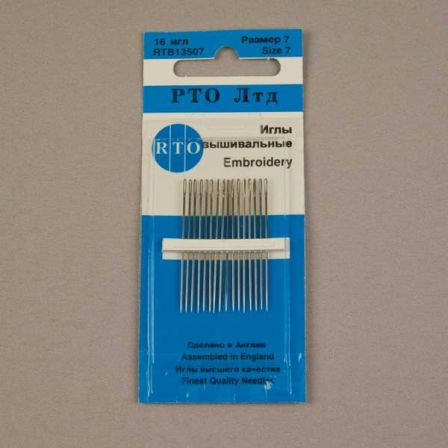 16 игл Размер 7
RTB13507 Size 7
РТО Лтд
Иглы
вышивальные
Embroidery
RTO
Сделано в Англии
Assembled in England
Иглы высшего качества
Finest Quality Needles